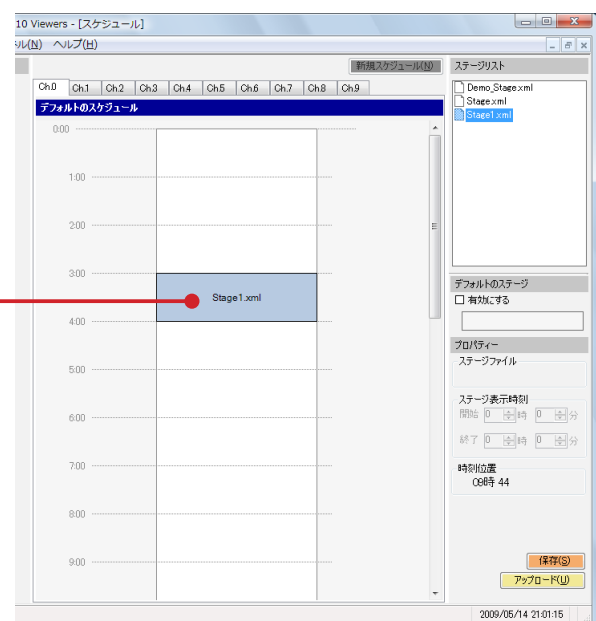 10 Viewers - [スケジュール]
ル(N) ヘルプ(H)
新規スケジュール(N)
Ch.0 Ch.1 Ch.2 Ch.3 Ch.4 Ch.5 Ch.6 Ch.7 Ch.8 Ch.9
デフォルトのスケジュール
0:00
1:00
2:00
3:00
Stage1.xml
4:00
5:00
6:00
7:00
8:00
9:00
ステージリスト
Demo_Stage.xml
Stage.xml
Stage1.xml
デフォルトのステージ
有効にする
プロパティー
ステージファイル
ステージ表示時刻
開始 0 時 0 分
終了 0 時 0 分
時刻位置
09時 44
保存(S)
アップロード(U)
2009/05/14 21:01:15